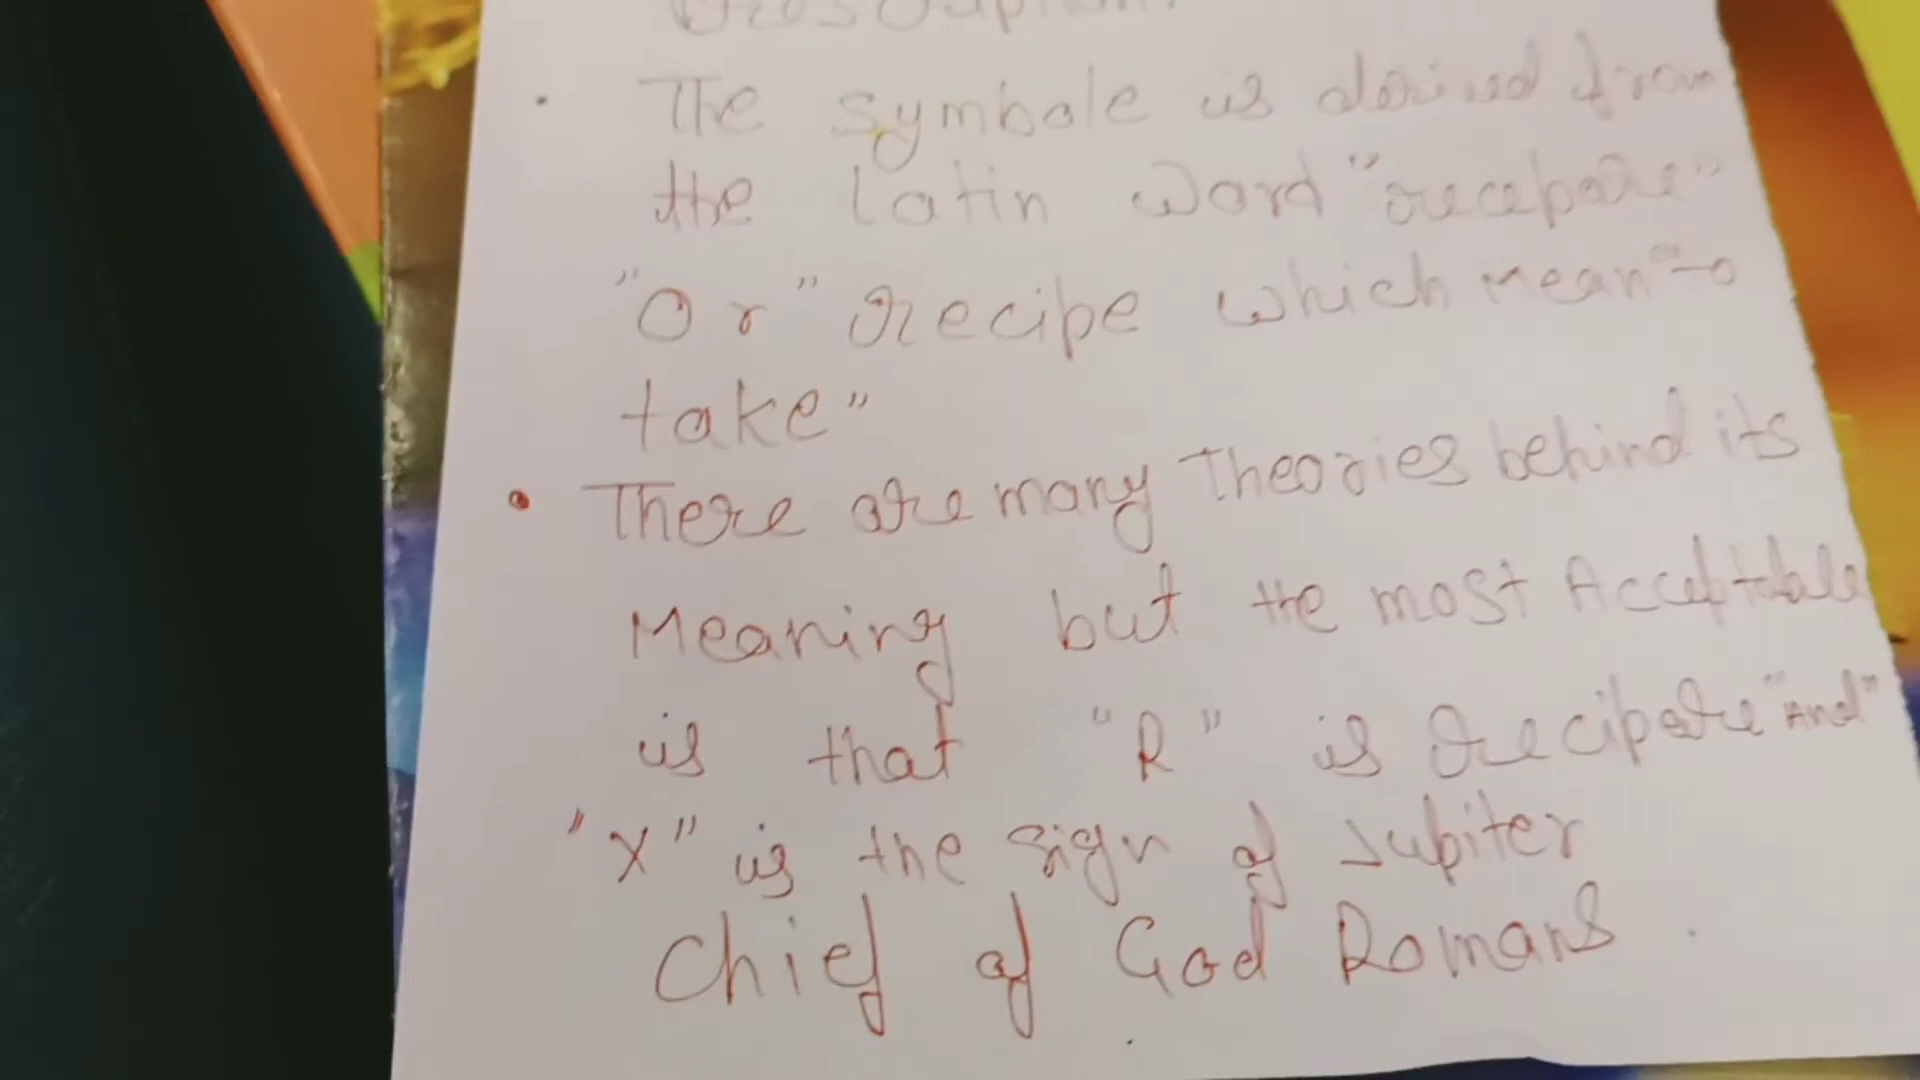 • The symbole is derived from
the Latin word "recepare"
"Or" recipe which mean "to
take"
• There are many Theories behind its
Meaning but the most Acceptable
is that "R" is recipere "And"
"X" is the sign of Jupiter
Chief of God Romans.